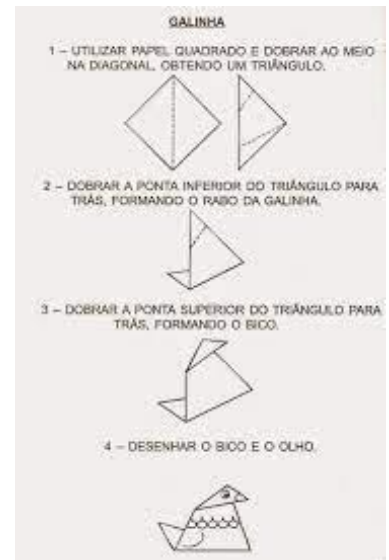 GALINHA
1 – UTILIZAR PAPEL QUADRADO E DOBRAR AO MEIO
NA DIAGONAL, OBTENDO UM TRIÂNGULO.
2 – DOBRAR A PONTA INFERIOR DO TRIÂNGULO PARA
TRÁS, FORMANDO O RABO DA GALINHA.
3 – DOBRAR A PONTA SUPERIOR DO TRIÂNGULO PARA
TRÁS, FORMANDO O BICO.
4 – DESENHAR O BICO E O OLHO.